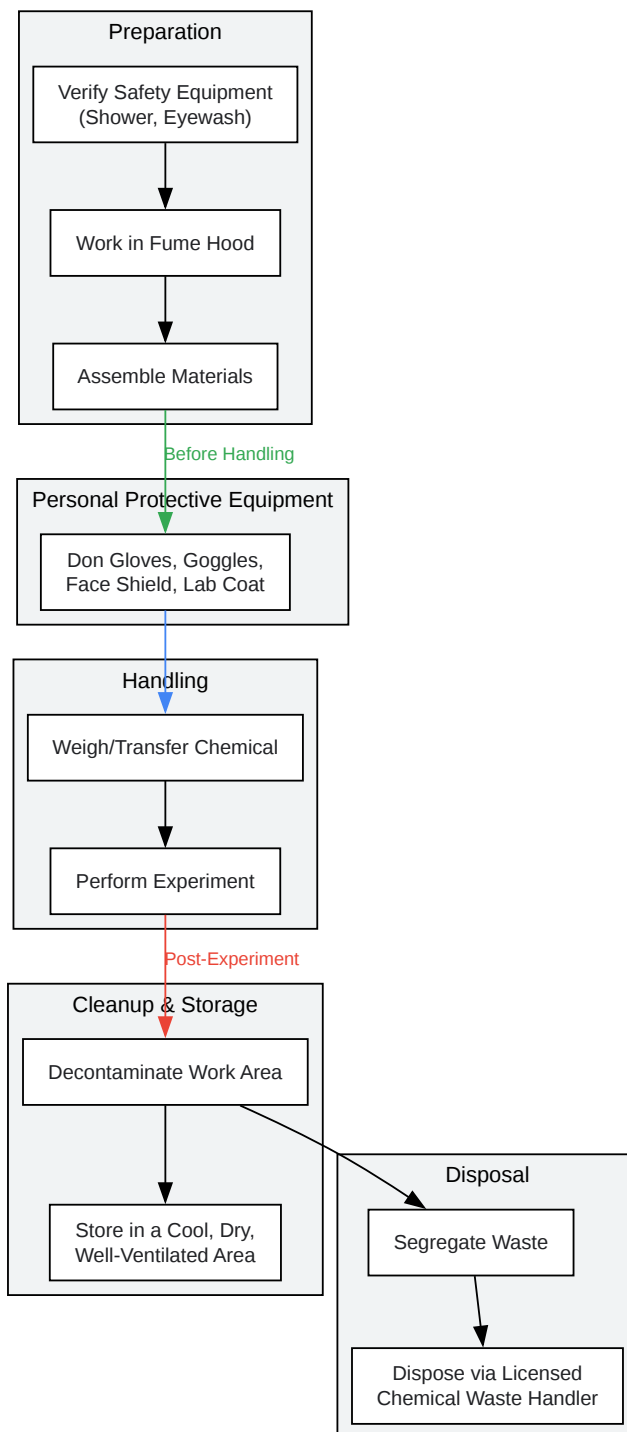 Preparation
Verify Safety Equipment
(Shower, Eyewash)
Work in Fume Hood
Assemble Materials
Before Handling
Personal Protective Equipment
Don Gloves, Goggles,
Face Shield, Lab Coat
Handling
Weigh/Transfer Chemical
Perform Experiment
Post-Experiment
Cleanup & Storage
Decontaminate Work Area
Store in a Cool, Dry,
Well-Ventilated Area
Disposal
Segregate Waste
Dispose via Licensed
Chemical Waste Handler